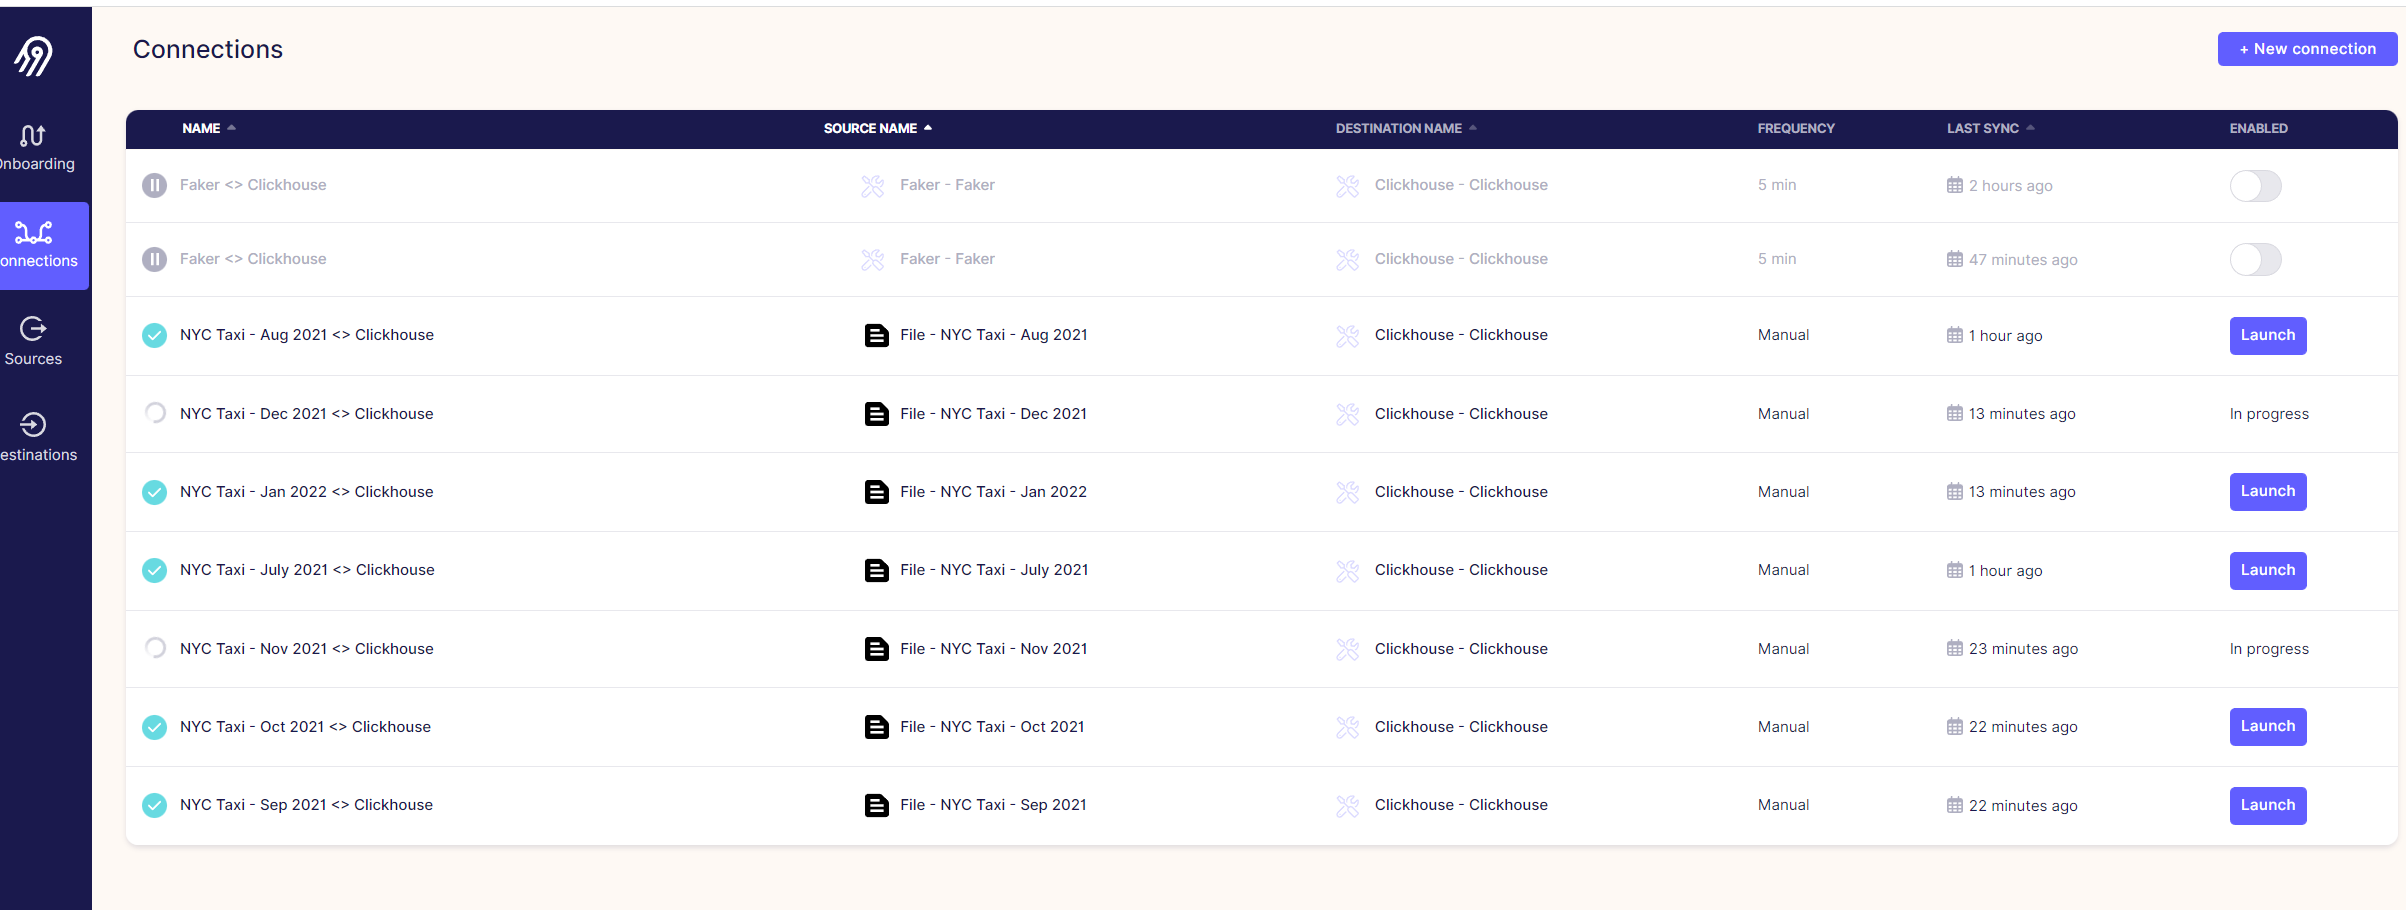 Connections
+ New connection
nboarding
onnections
Sources
estinations
NAME SOURCE NAME DESTINATION NAME FREQUENCY LAST SYNC ENABLED
Faker <> Clickhouse Faker - Faker Clickhouse - Clickhouse 5 min 2 hours ago
Faker <> Clickhouse Faker - Faker Clickhouse - Clickhouse 5 min 47 minutes ago
NYC Taxi - Aug 2021 <> Clickhouse File - NYC Taxi - Aug 2021 Clickhouse - Clickhouse Manual 1 hour ago Launch
NYC Taxi - Dec 2021 <> Clickhouse File - NYC Taxi - Dec 2021 Clickhouse - Clickhouse Manual 13 minutes ago In progress
NYC Taxi - Jan 2022 <> Clickhouse File - NYC Taxi - Jan 2022 Clickhouse - Clickhouse Manual 13 minutes ago Launch
NYC Taxi - July 2021 <> Clickhouse File - NYC Taxi - July 2021 Clickhouse - Clickhouse Manual 1 hour ago Launch
NYC Taxi - Nov 2021 <> Clickhouse File - NYC Taxi - Nov 2021 Clickhouse - Clickhouse Manual 23 minutes ago In progress
NYC Taxi - Oct 2021 <> Clickhouse File - NYC Taxi - Oct 2021 Clickhouse - Clickhouse Manual 22 minutes ago Launch
NYC Taxi - Sep 2021 <> Clickhouse File - NYC Taxi - Sep 2021 Clickhouse - Clickhouse Manual 22 minutes ago Launch